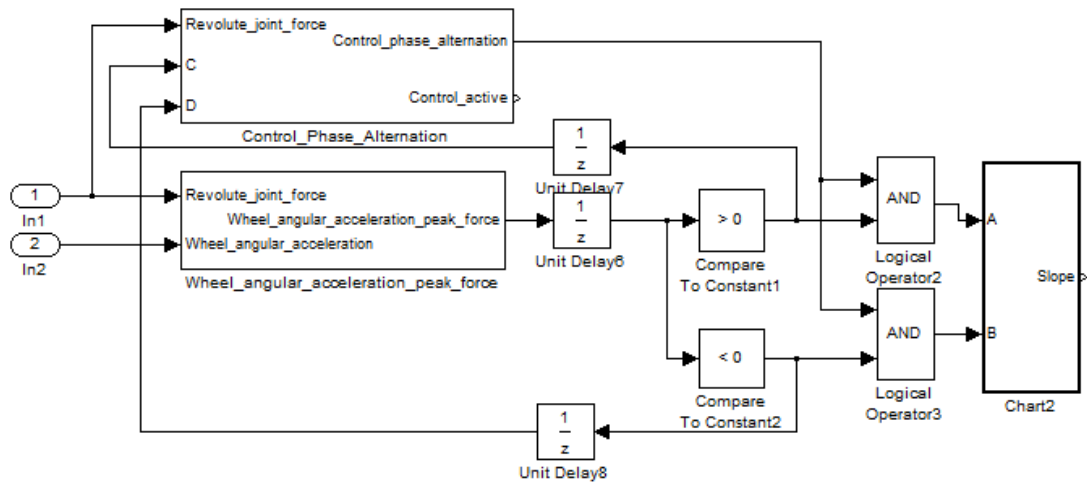 Revolute_joint_force
Control_phase_alternation
C
Control_active
D
Control_Phase_Alternation
1
z
Unit Delay7
1
In1
2
In2
Revolute_joint_force
Wheel_angular_acceleration_peak_force
Wheel_angular_acceleration
Wheel_angular_acceleration_peak_force
1
z
Unit Delay6
> 0
Compare
To Constant1
AND
Logical
Operator2
A
Slope
B
Chart2
< 0
Compare
To Constant2
AND
Logical
Operator3
1
z
Unit Delay8